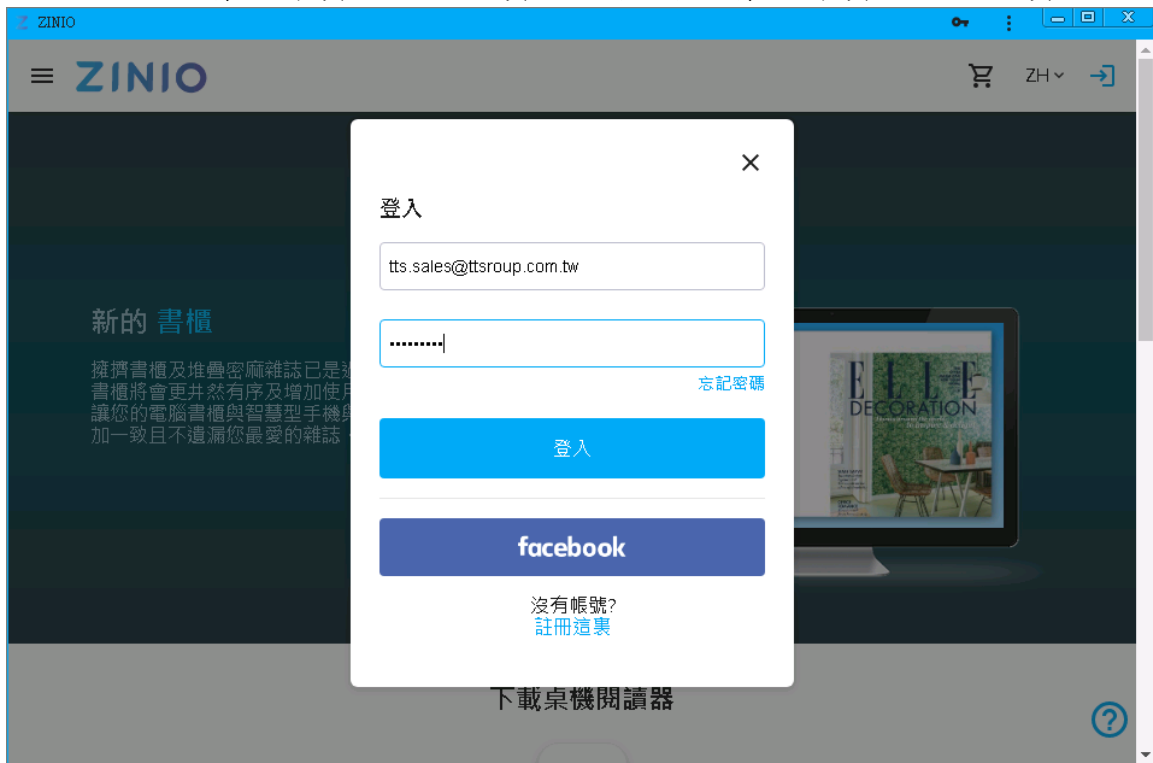 ZINIO
ZINIO
ZH
登入
tts.sales@ttsroup.com.tw
•••••••••
忘記密碼
登入
facebook
沒有帳號?
註冊這裏
新的 書櫃
擁擠書櫃及堆疊密麻雜誌已是
書櫃將會更井然有序及增加使
讓您的電腦書櫃與智慧型手機
加一致且不遺漏您最愛的雜誌
ELLE
DECORATION
下載桌機閱讀器
?